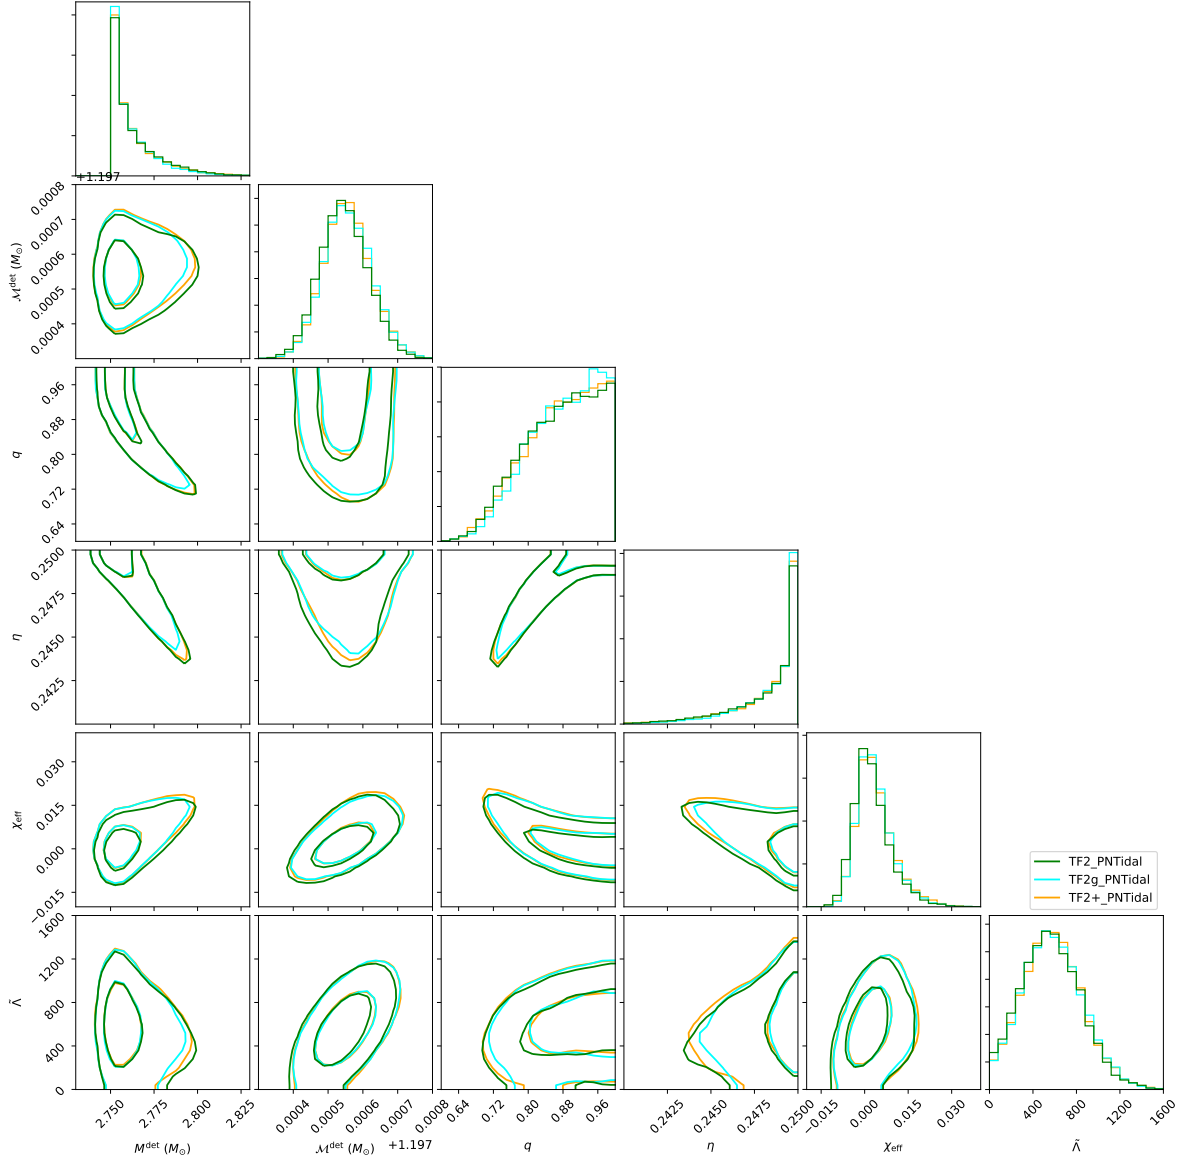 +1.197
0.0008
0.0007
0.0006
0.0005
0.0004
ℳ^det (M_⊙)
0.96
0.88
0.80
0.72
0.64
q
0.2500
0.2475
0.2450
0.2425
η
0.030
0.015
0.000
−0.015
χ_eff
TF2_PNTidal
TF2g_PNTidal
TF2+_PNTidal
1600
1200
800
400
0
Λ̃
2.750 2.775 2.800 2.825
0.0004 0.0005 0.0006 0.0007 0.0008
0.64 0.72 0.80 0.88 0.96
0.2425 0.2450 0.2475 0.2500
−0.015 0.000 0.015 0.030
0 400 800 1200 1600
M^det (M_⊙) ℳ^det (M_⊙) +1.197 q η χ_eff Λ̃